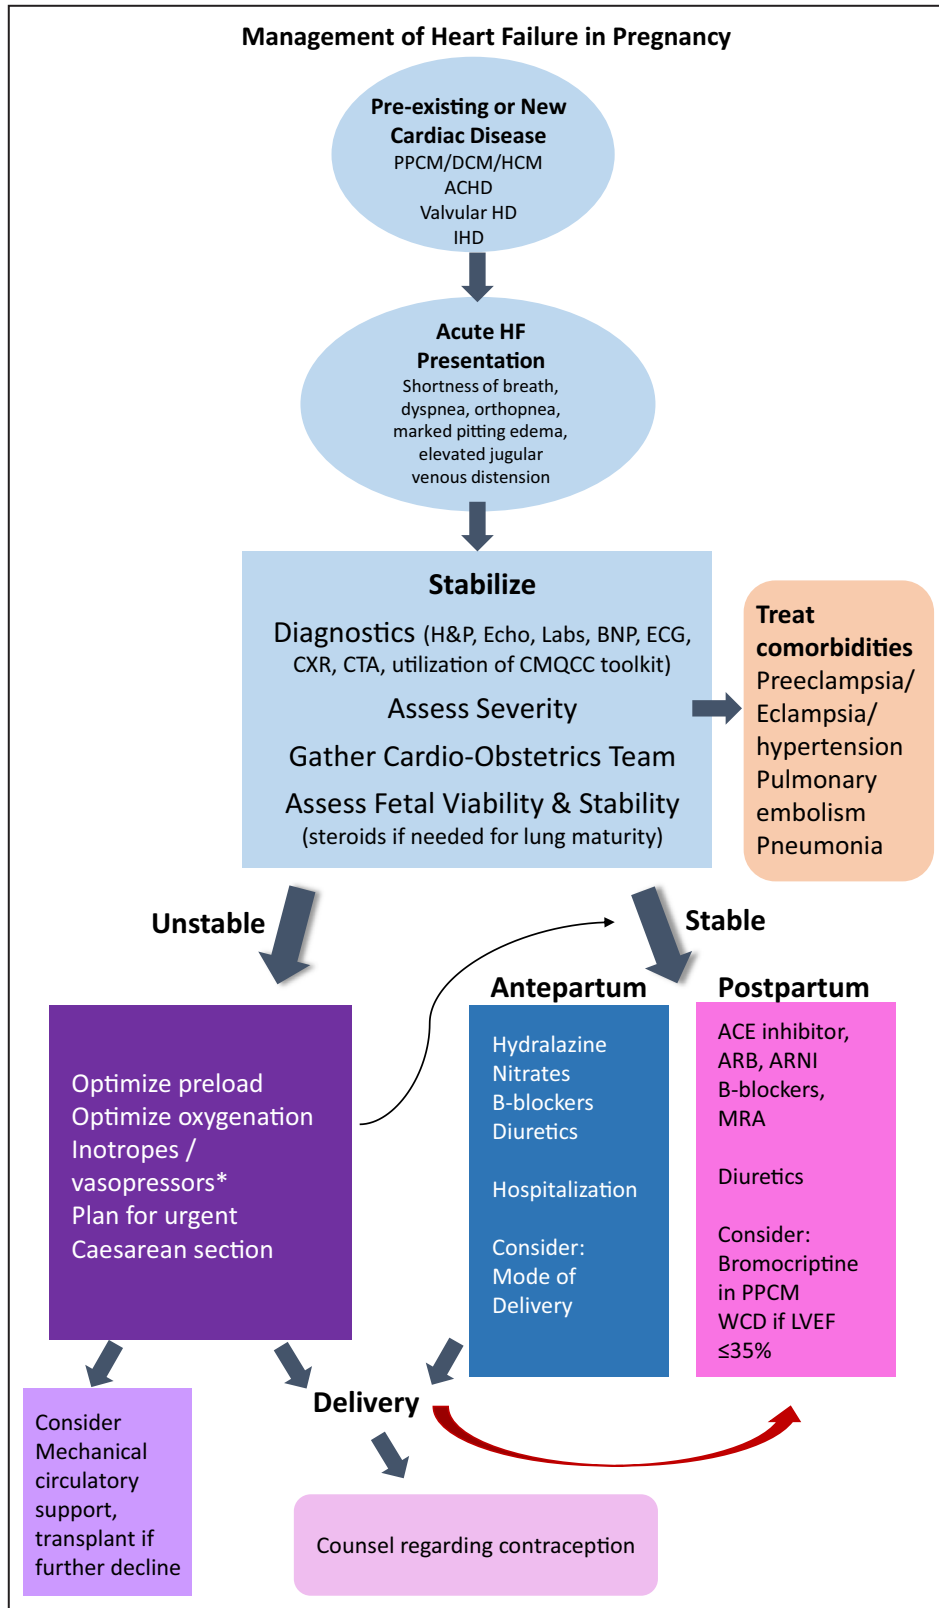 Management of Heart Failure in Pregnancy
Pre-existing or New
Cardiac Disease
PPCM/DCM/HCM
ACHD
Valvular HD
IHD
Acute HF
Presentation
Shortness of breath,
dyspnea, orthopnea,
marked pitting edema,
elevated jugular
venous distension
Stabilize
Diagnostics (H&P, Echo, Labs, BNP, ECG,
CXR, CTA, utilization of CMQCC toolkit)
Assess Severity
Gather Cardio-Obstetrics Team
Assess Fetal Viability & Stability
(steroids if needed for lung maturity)
Treat
comorbidities
Preeclampsia/
Eclampsia/
hypertension
Pulmonary
embolism
Pneumonia
Unstable
Stable
Optimize preload
Optimize oxygenation
Inotropes /
vasopressors*
Plan for urgent
Caesarean section
Antepartum
Hydralazine
Nitrates
B-blockers
Diuretics
Hospitalization
Consider:
Mode of
Delivery
Postpartum
ACE inhibitor,
ARB, ARNI
B-blockers,
MRA
Diuretics
Consider:
Bromocriptine
in PPCM
WCD if LVEF
≤35%
Consider
Mechanical
circulatory
support,
transplant if
further decline
Delivery
Counsel regarding contraception